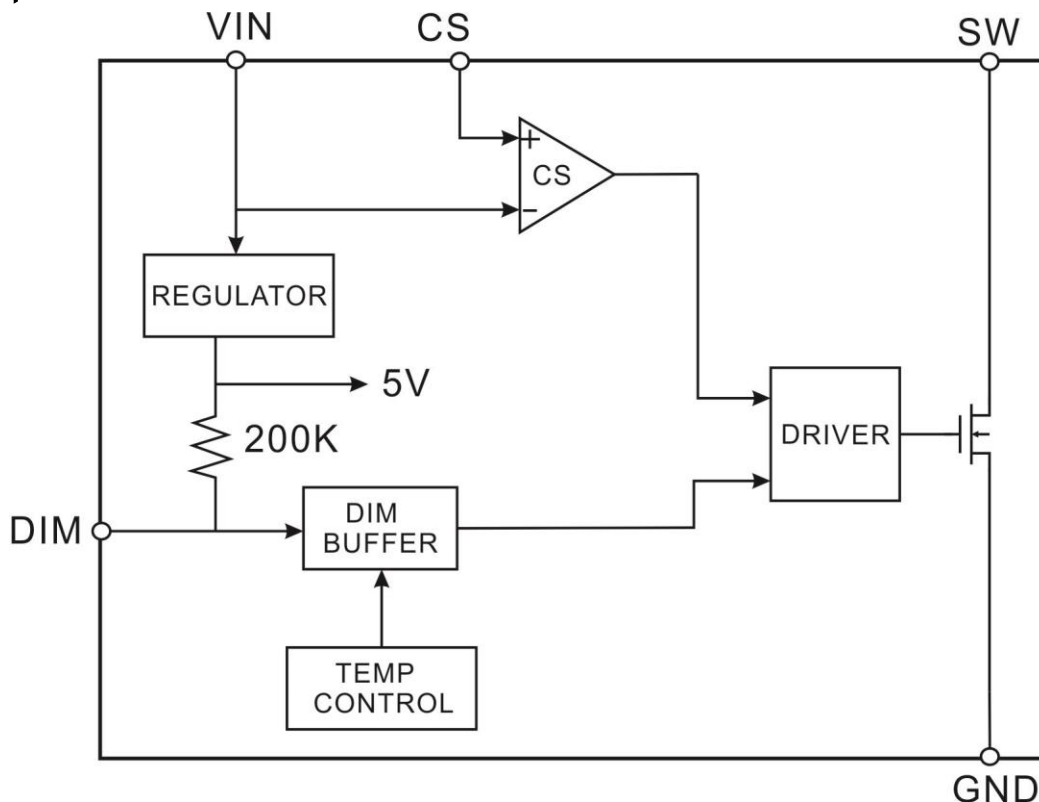 VIN
CS
SW
+
CS
-
REGULATOR
5V
200K
DRIVER
DIM
DIM
BUFFER
TEMP
CONTROL
GND